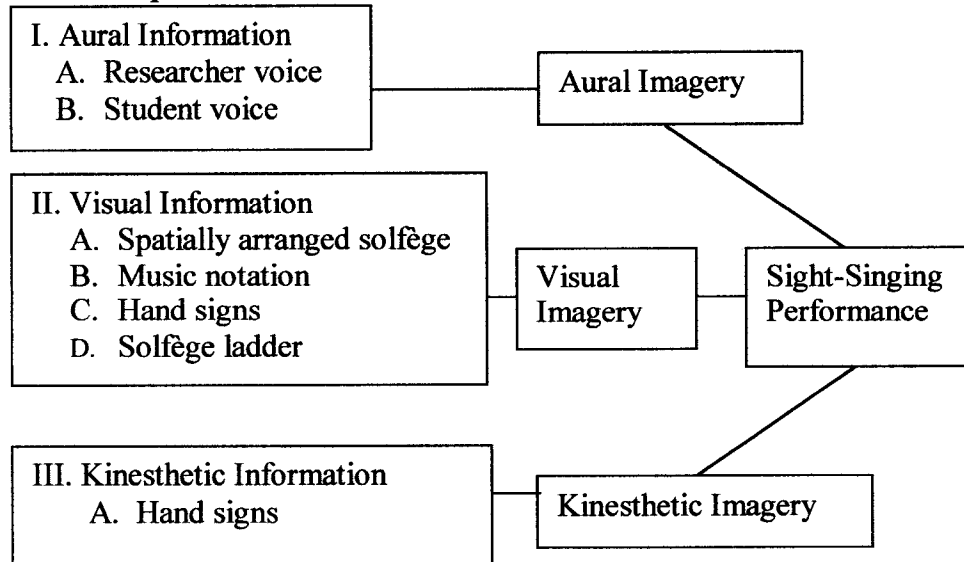 I. Aural Information
A. Researcher voice
B. Student voice
Aural Imagery
II. Visual Information
A. Spatially arranged solfège
B. Music notation
C. Hand signs
D. Solfège ladder
Visual
Imagery
Sight-Singing
Performance
III. Kinesthetic Information
A. Hand signs
Kinesthetic Imagery